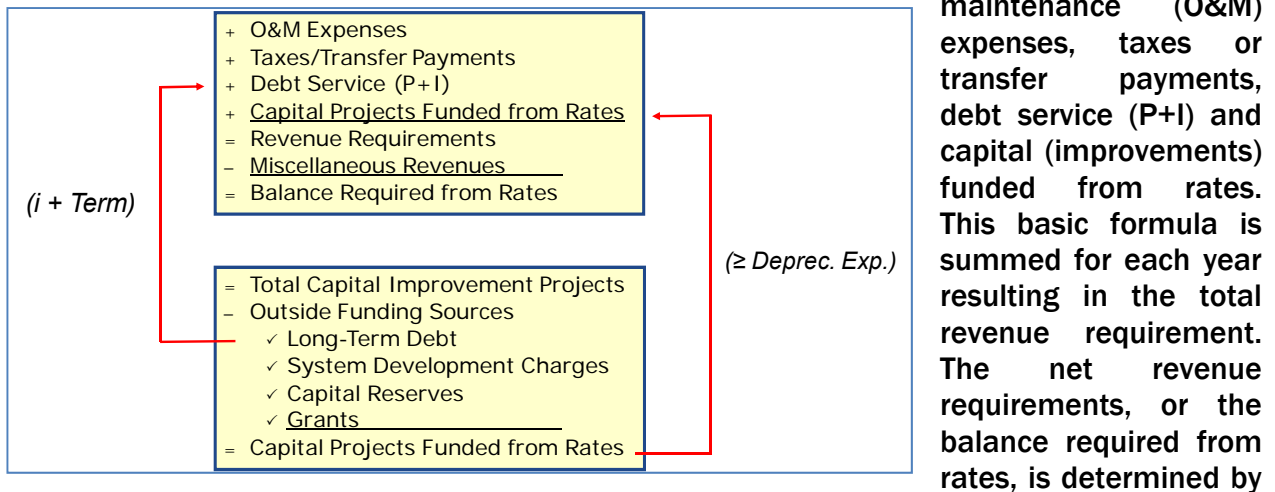 + O&M Expenses
+ Taxes/Transfer Payments
+ Debt Service (P+I)
+ Capital Projects Funded from Rates
= Revenue Requirements
– Miscellaneous Revenues
= Balance Required from Rates
(i + Term)
(≥ Deprec. Exp.)
= Total Capital Improvement Projects
– Outside Funding Sources
✓ Long-Term Debt
✓ System Development Charges
✓ Capital Reserves
✓ Grants
= Capital Projects Funded from Rates
maintenance (O&M)
expenses, taxes or
transfer payments,
debt service (P+I) and
capital (improvements)
funded from rates.
This basic formula is
summed for each year
resulting in the total
revenue requirement.
The net revenue
requirements, or the
balance required from
rates, is determined by